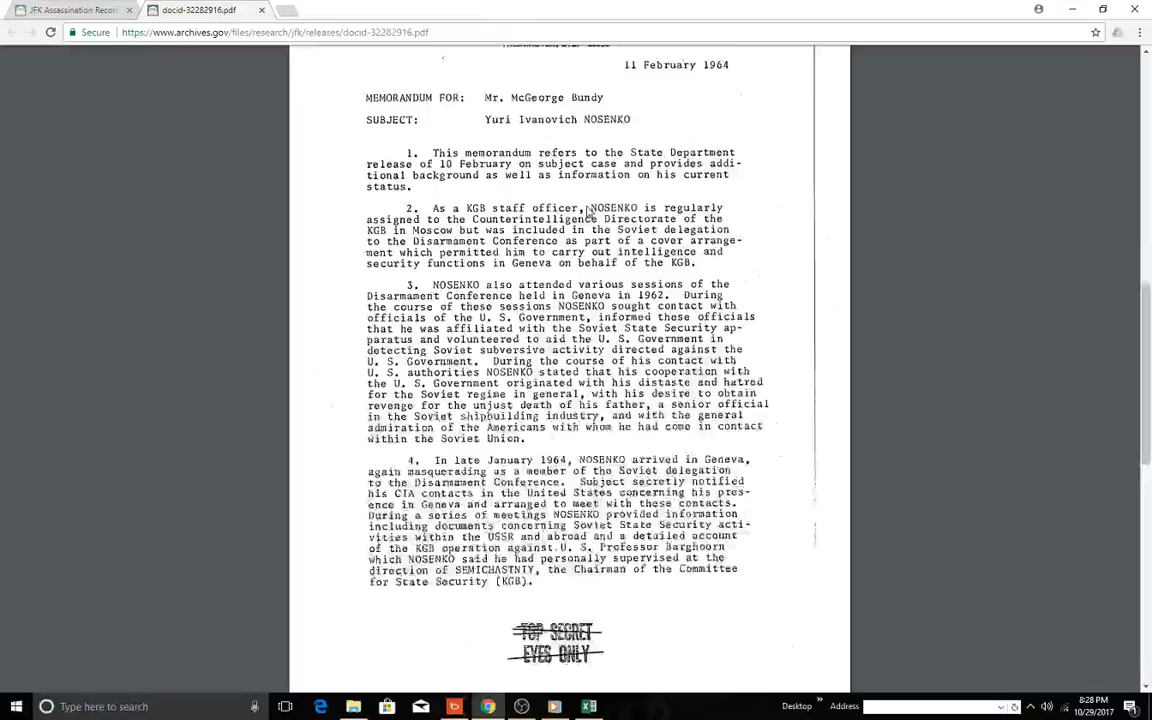 JFK Assassination Recor
docid-32282916.pdf
Secure
https://www.archives.gov/files/research/jfk/releases/docid-32282916.pdf
11 February 1964
MEMORANDUM FOR: Mr. McGeorge Bundy
SUBJECT: Yuri Ivanovich NOSENKO
1. This memorandum refers to the State Department
release of 10 February on subject case and provides addi-
tional background as well as information on his current
status.
2. As a KGB staff officer, NOSENKO is regularly
assigned to the Counterintelligence Directorate of the
KGB in Moscow but was included in the Soviet delegation
to the Disarmament Conference as part of a cover arrange-
ment which permitted him to carry out intelligence and
security functions in Geneva on behalf of the KGB.
3. NOSENKO also attended various sessions of the
Disarmament Conference held in Geneva in 1962. During
the course of these sessions NOSENKO sought contact with
officials of the U. S. Government, informed these officials
that he was affiliated with the Soviet State Security ap-
paratus and volunteered to aid the U. S. Government in
detecting Soviet subversive activity directed against the
U. S. Government. During the course of his contact with
U. S. authorities NOSENKO stated that his cooperation with
the U. S. Government originated with his distaste and hatred
for the Soviet regime in general, with his desire to obtain
revenge for the unjust death of his father, a senior official
in the Soviet shipbuilding industry, and with the general
admiration of the Americans with whom he had come in contact
within the Soviet Union.
4. In late January 1964, NOSENKO arrived in Geneva,
again masquerading as a member of the Soviet delegation
to the Disarmament Conference. Subject secretly notified
his CIA contacts in the United States concerning his pres-
ence in Geneva and arranged to meet with these contacts.
During a series of meetings NOSENKO provided information
including documents concerning Soviet State Security acti-
vities within the USSR and abroad and a detailed account
of the KGB operation against U. S. Professor Barghoorn
which NOSENKO said he had personally supervised at the
direction of SEMICHASTNIY, the Chairman of the Committee
for State Security (KGB).
TOP SECRET
EYES ONLY
Type here to search
Desktop
Address
8:28 PM
10/29/2017